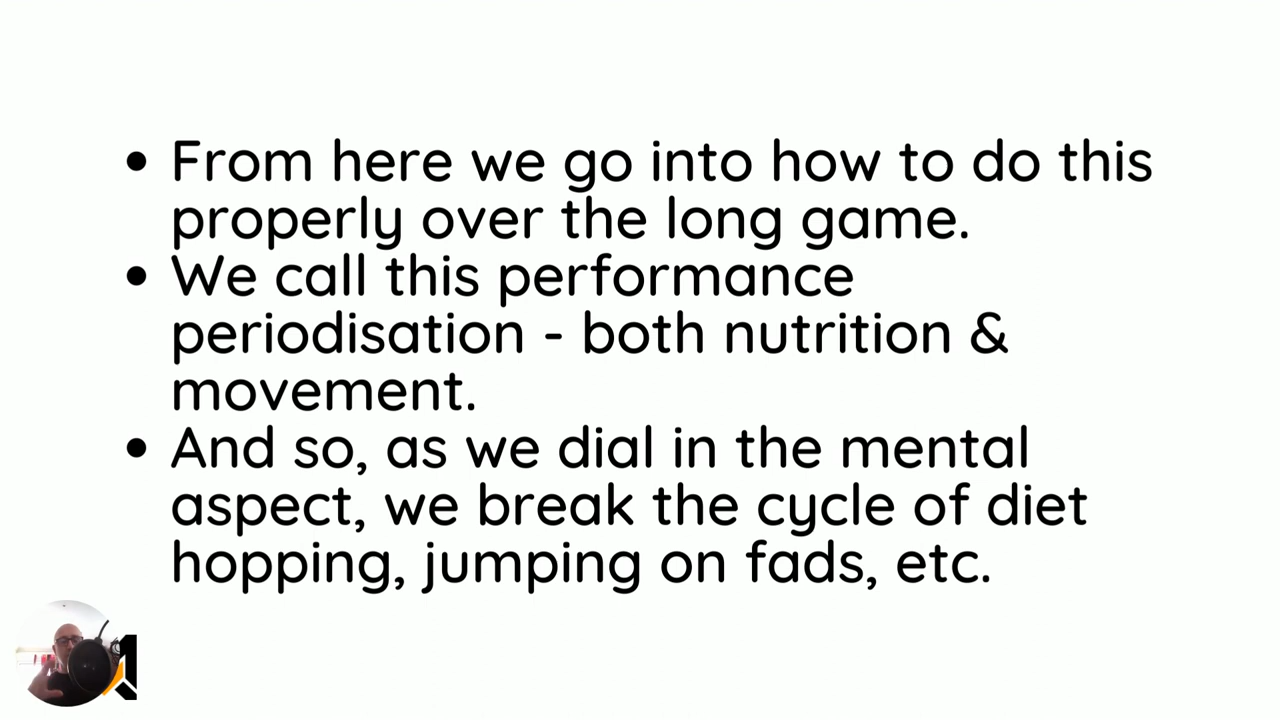 • From here we go into how to do this
properly over the long game.
• We call this performance
periodisation - both nutrition &
movement.
• And so, as we dial in the mental
aspect, we break the cycle of diet
hopping, jumping on fads, etc.